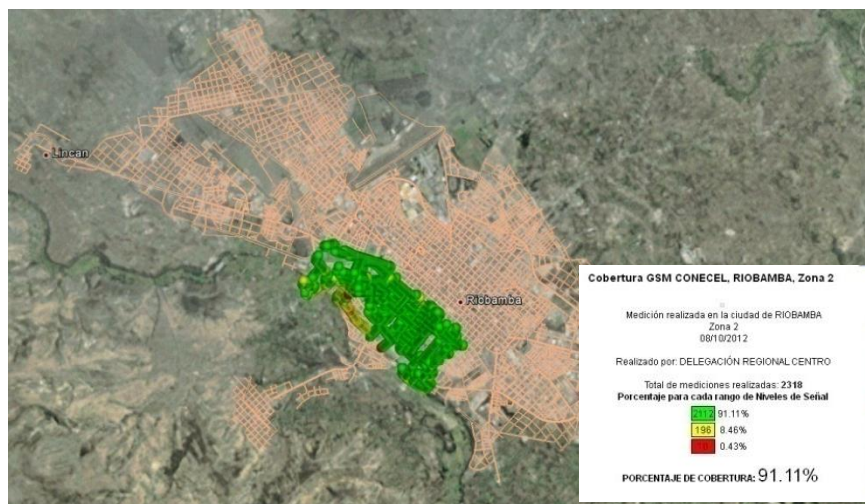 Lincan
Riobamba
Cobertura GSM CONECEL, RIOBAMBA, Zona 2
Medición realizada en la ciudad de RIOBAMBA
Zona 2
08/10/2012
Realizado por: DELEGACIÓN REGIONAL CENTRO
Total de mediciones realizadas: 2318
Porcentaje para cada rango de Niveles de Señal
2112 91.11%
196 8.46%
10 0.43%
PORCENTAJE DE COBERTURA: 91.11%